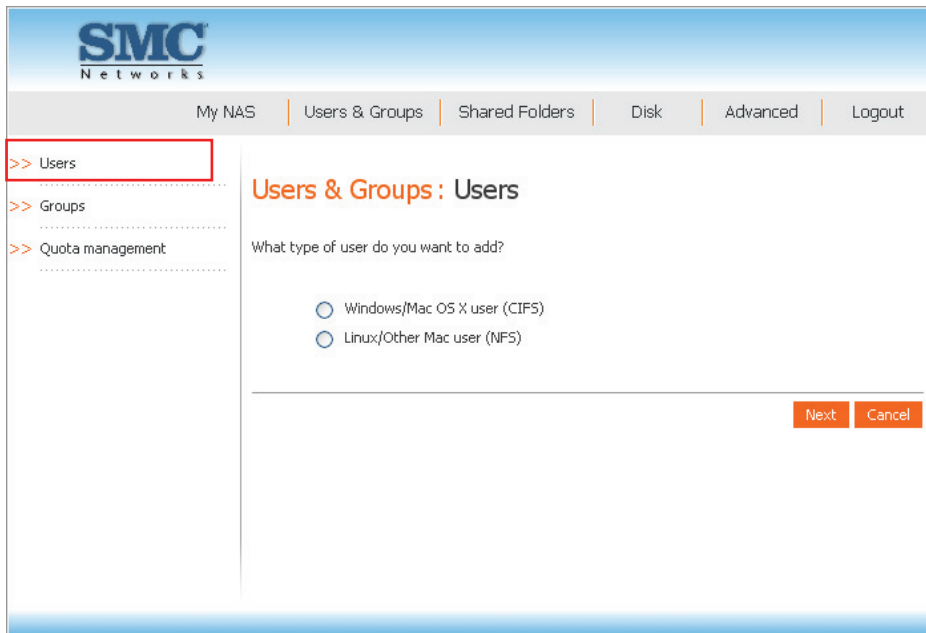 SMC
Networks
My NAS Users & Groups Shared Folders Disk Advanced Logout
>> Users
>> Groups
>> Quota management
Users & Groups : Users
What type of user do you want to add?
Windows/Mac OS X user (CIFS)
Linux/Other Mac user (NFS)
Next Cancel